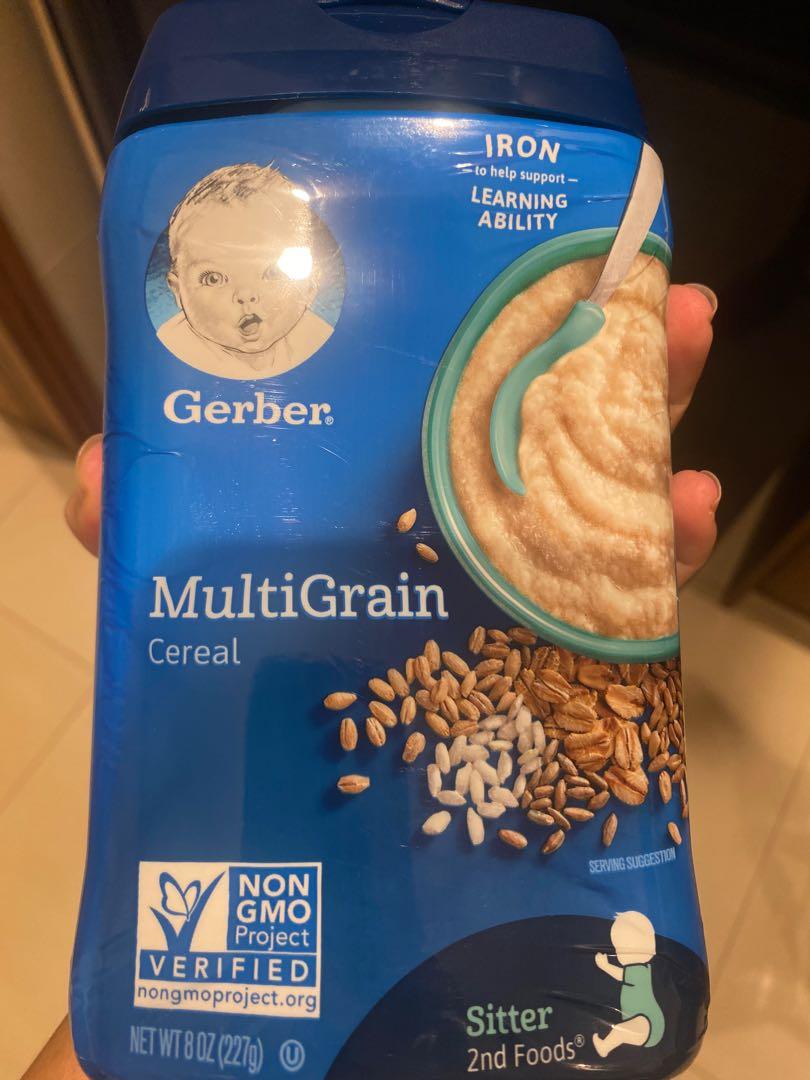 IRON
to help support
LEARNING
ABILITY
Gerber®
MultiGrain
Cereal
SERVING SUGGESTION
NON
GMO
Project
VERIFIED
nongmoproject.org
NET WT 8 OZ (227g) U
Sitter
2nd Foods®